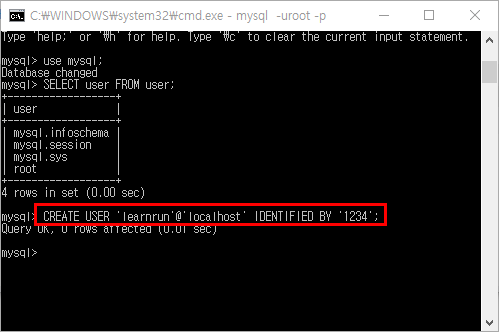 C:₩WINDOWS₩system32₩cmd.exe - mysql  -uroot -p
Type 'help;' or '₩h' for help. Type '₩c' to clear the current input statement.
mysql> use mysql;
Database changed
mysql> SELECT user FROM user;
+------------------+
| user             |
+------------------+
| mysql.infoschema |
| mysql.session    |
| mysql.sys        |
| root             |
+------------------+
4 rows in set (0.00 sec)
mysql> CREATE USER 'learnrun'@'localhost' IDENTIFIED BY '1234';
Query OK, 0 rows affected (0.01 sec)
mysql>